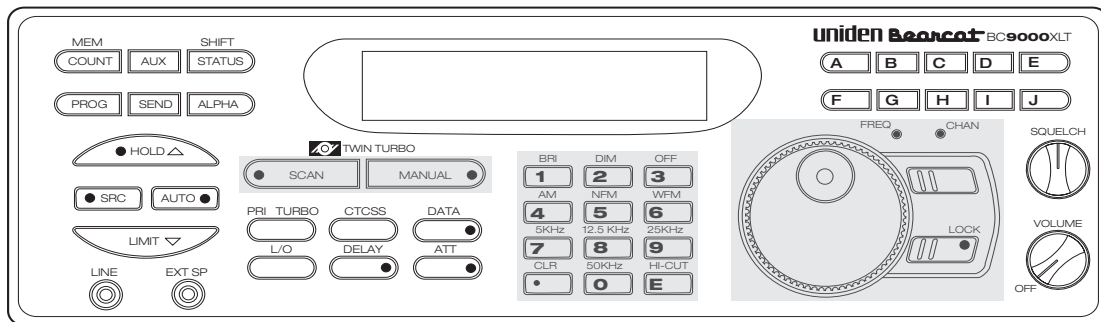 MEM SHIFT
COUNT AUX STATUS
PROG SEND ALPHA
HOLD
SRC AUTO
LIMIT
LINE EXT SP
TWIN TURBO
SCAN MANUAL
PRI TURBO CTCSS DATA
L/O DELAY ATT
BRI DIM OFF
1 2 3
AM NFM WFM
4 5 6
5KHz 12.5 KHz 25KHz
7 8 9
CLR 50KHz HI-CUT
. 0 E
uniden Bearcat BC9000XLT
A B C D E
F G H I J
FREQ CHAN
LOCK
SQUELCH
VOLUME
OFF